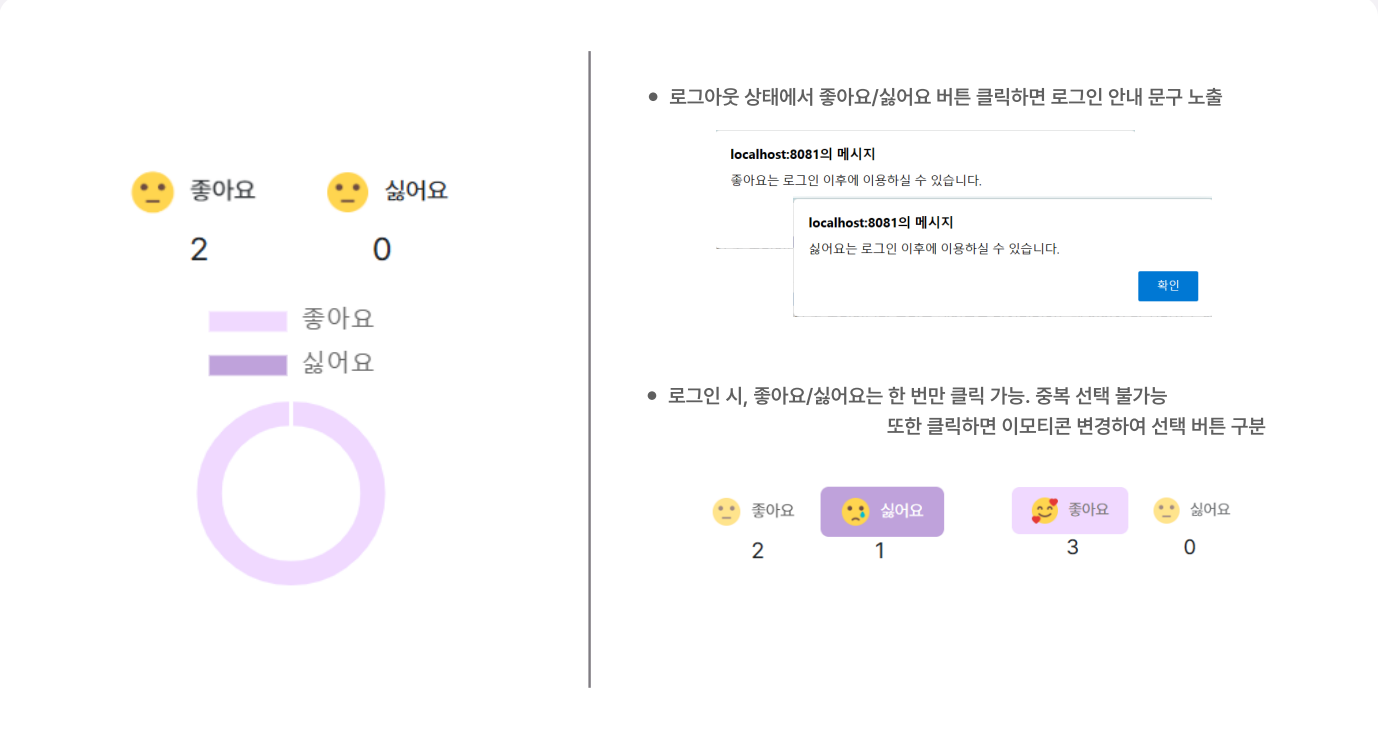 좋아요
싫어요
2
0
좋아요
싫어요
• 로그아웃 상태에서 좋아요/싫어요 버튼 클릭하면 로그인 안내 문구 노출
localhost:8081의 메시지
좋아요는 로그인 이후에 이용하실 수 있습니다.
localhost:8081의 메시지
싫어요는 로그인 이후에 이용하실 수 있습니다.
확인
• 로그인 시, 좋아요/싫어요는 한 번만 클릭 가능. 중복 선택 불가능
또한 클릭하면 이모티콘 변경하여 선택 버튼 구분
좋아요
싫어요
2
1
좋아요
싫어요
3
0